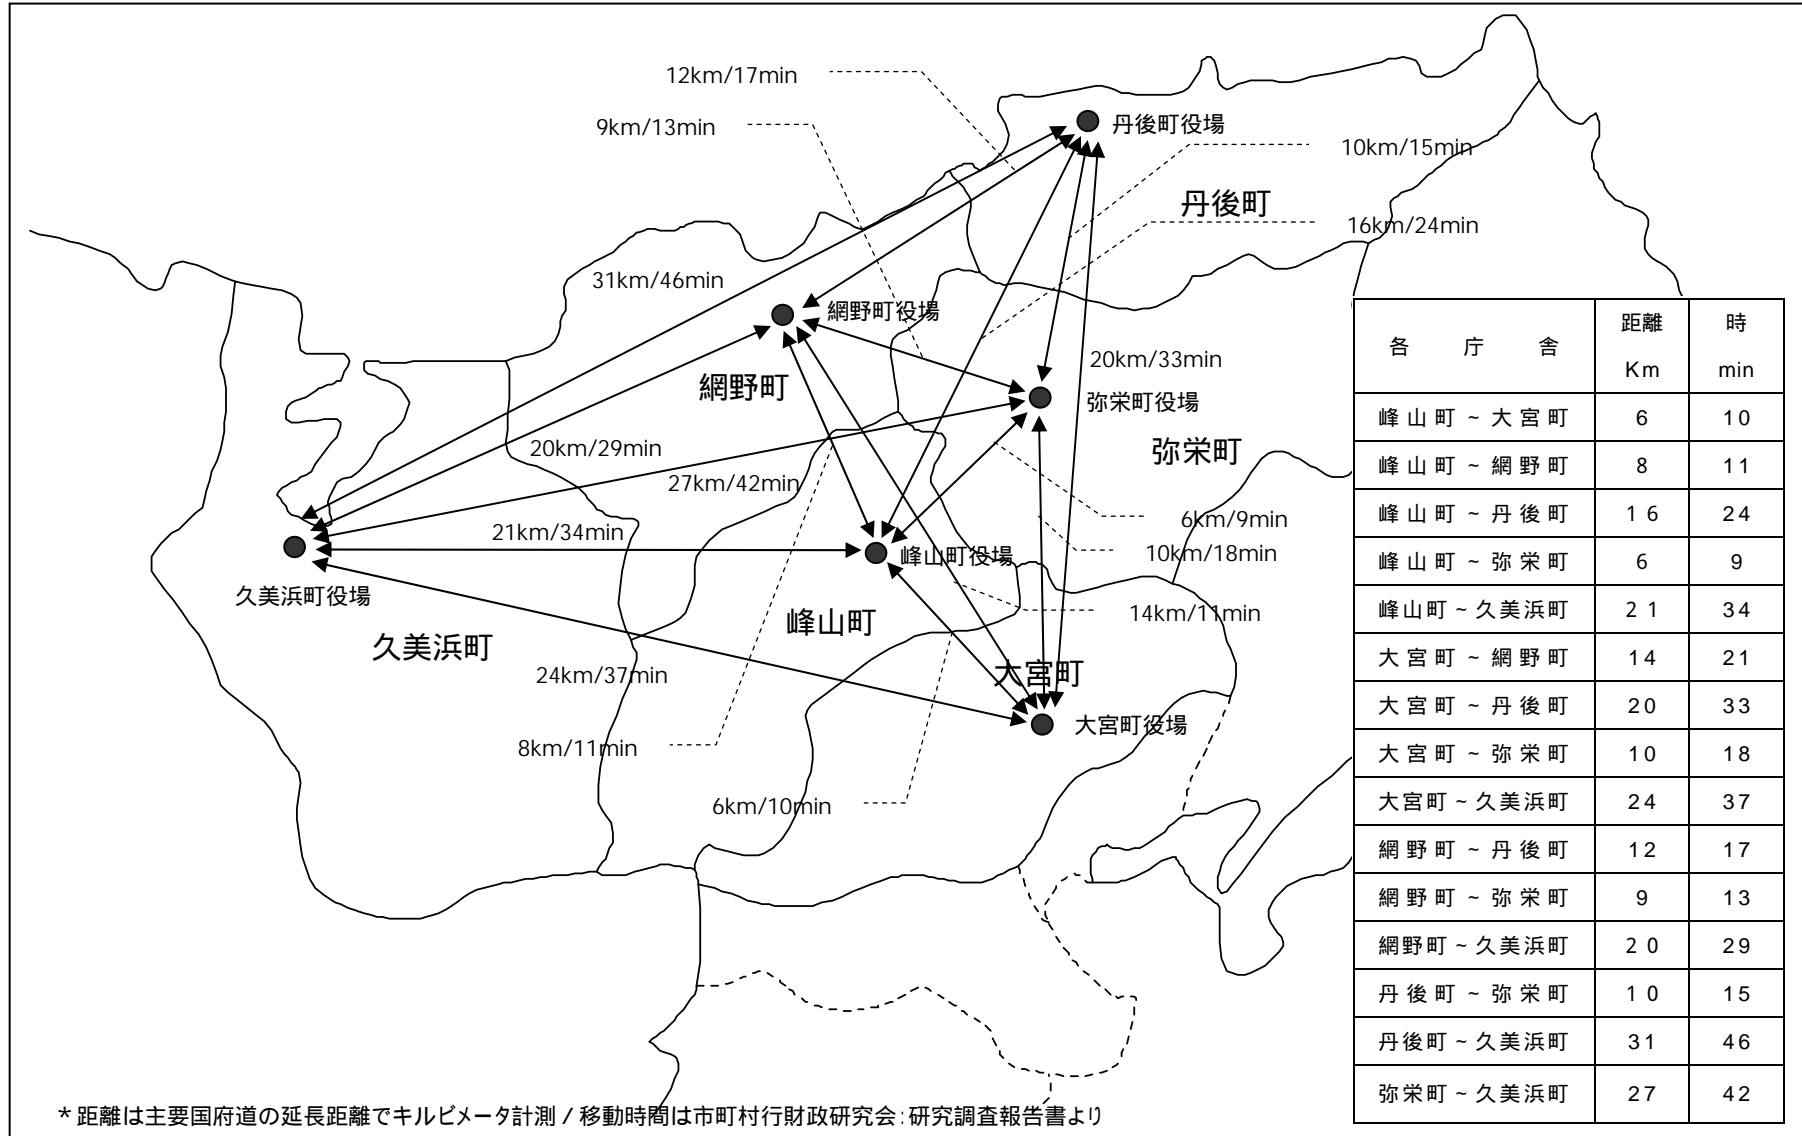 12km/17min
9km/13min
丹後町役場
10km/15min
丹後町
16km/24min
31km/46min
網野町役場
20km/33min
網野町
弥栄町役場
20km/29min
弥栄町
27km/42min
21km/34min
6km/9min
10km/18min
峰山町役場
久美浜町役場
14km/11min
峰山町
久美浜町
24km/37min
大宮町
大宮町役場
8km/11min
6km/10min
各 庁 舎 距離 Km 時 min
峰山町 ~ 大宮町 6 10
峰山町 ~ 網野町 8 11
峰山町 ~ 丹後町 16 24
峰山町 ~ 弥栄町 6 9
峰山町 ~ 久美浜町 21 34
大宮町 ~ 網野町 14 21
大宮町 ~ 丹後町 20 33
大宮町 ~ 弥栄町 10 18
大宮町 ~ 久美浜町 24 37
網野町 ~ 丹後町 12 17
網野町 ~ 弥栄町 9 13
網野町 ~ 久美浜町 20 29
丹後町 ~ 弥栄町 10 15
丹後町 ~ 久美浜町 31 46
弥栄町 ~ 久美浜町 27 42
* 距離は主要国府道の延長距離でキルビメータ計測 / 移動時間は市町村行財政研究会:研究調査報告書より